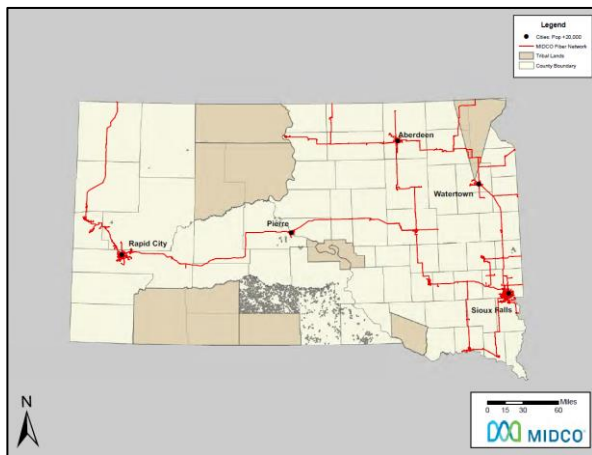 Legend
Cities: Pop +20,000
MIDCO Fiber Network
Tribal Lands
County Boundary
Aberdeen
Watertown
Pierre
Rapid City
Sioux Falls
N
Miles
0 15 30 60
MIDCO